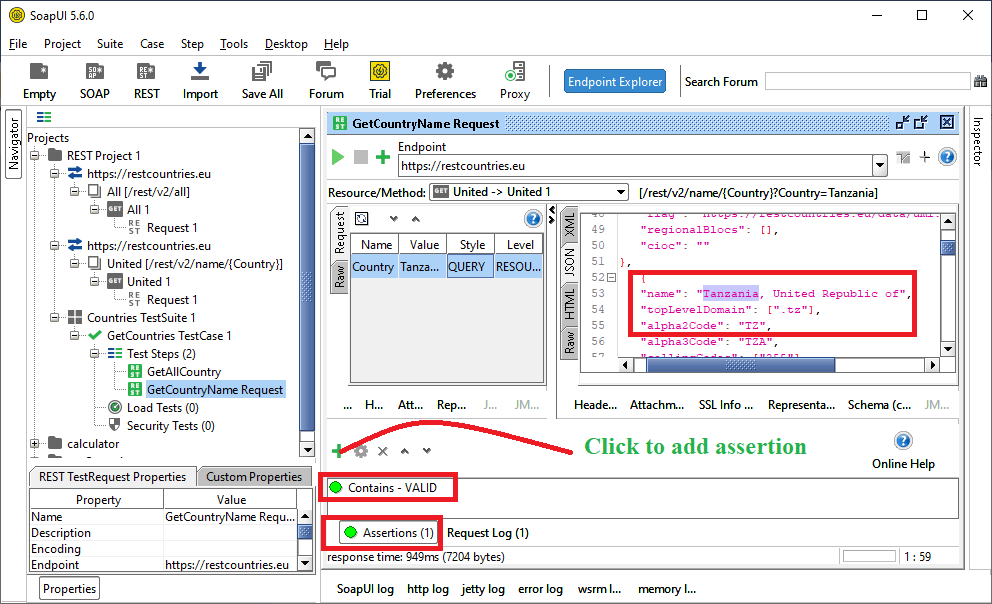 SoapUI 5.6.0
File Project Suite Case Step Tools Desktop Help
Empty SOAP REST Import Save All Forum Trial Preferences Proxy Endpoint Explorer Search Forum
Navigator
Projects
REST Project 1
https://restcountries.eu
All [/rest/v2/all]
GET All 1
REST Request 1
https://restcountries.eu
United [/rest/v2/name/{Country}]
GET United 1
REST Request 1
Countries TestSuite 1
GetCountries TestCase 1
Test Steps (2)
REST GetAllCountry
REST GetCountryName Request
Load Tests (0)
Security Tests (0)
calculator
REST TestRequest Properties Custom Properties
Property Value
Name GetCountryName Requ...
Description
Encoding
Endpoint https://restcountries.eu
Properties
REST GetCountryName Request
Endpoint
https://restcountries.eu
Resource/Method: GET United -> United 1 [/rest/v2/name/{Country}?Country=Tanzania]
Request
Raw
Name Value Style Level
Country Tanza... QUERY RESOU...
... H... Att... Rep... J... JM...
XML
JSON
HTML
Raw
49 "regionalBlocs": [],
50 "cioc": ""
51 },
52 {
53 "name": "Tanzania, United Republic of",
54 "topLevelDomain": [".tz"],
55 "alpha2Code": "TZ",
56 "alpha3Code": "TZA",
Heade... Attachm... SSL Info ... Representa... Schema (c... JM...
Click to add assertion
Online Help
Contains - VALID
Assertions (1) Request Log (1)
response time: 949ms (7204 bytes) 1 : 59
SoapUI log http log jetty log error log wsrm l... memory l...
Inspector